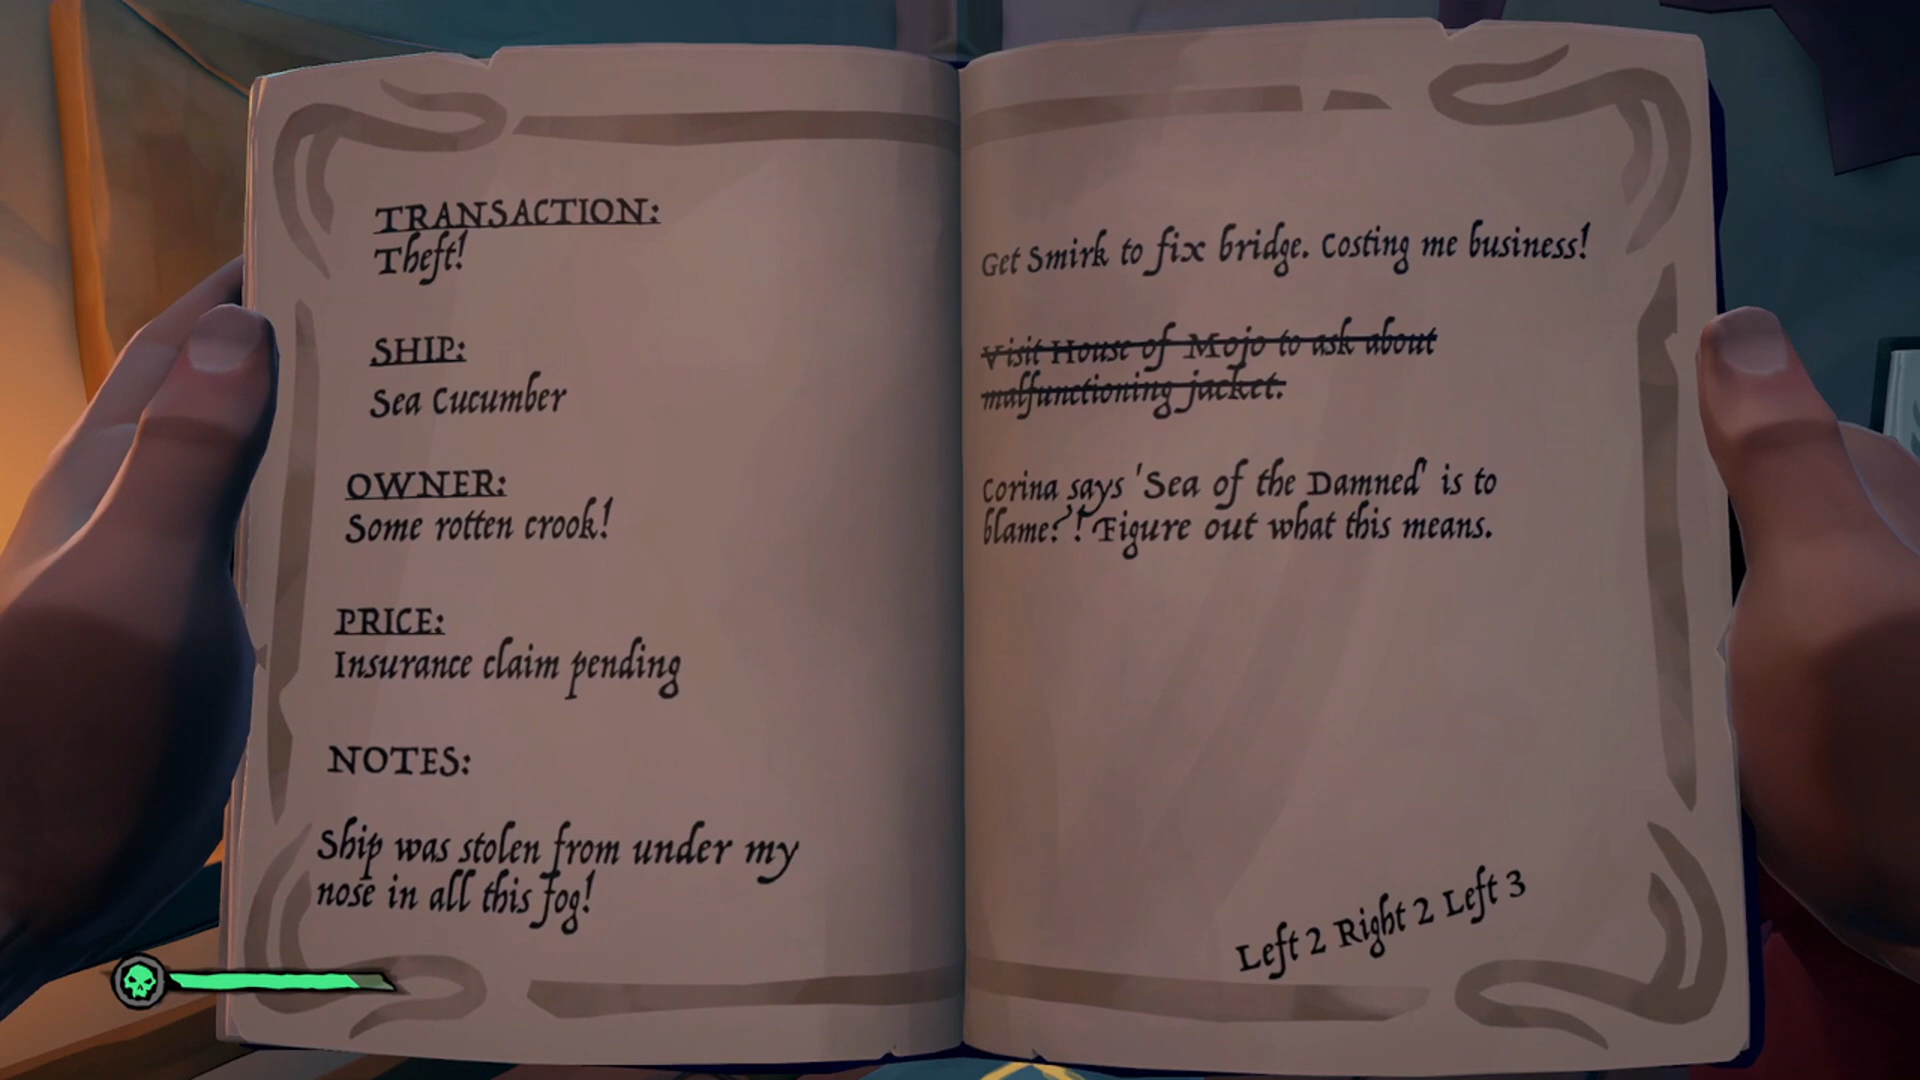 TRANSACTION:
Theft!
SHIP:
Sea Cucumber
OWNER:
Some rotten crook!
PRICE:
Insurance claim pending
NOTES:
Ship was stolen from under my
nose in all this fog!
Get Smirk to fix bridge. Costing me business!
Visit House of Mojo to ask about
malfunctioning jacket.
Corina says 'Sea of the Damned' is to
blame?! Figure out what this means.
Left 2 Right 2 Left 3